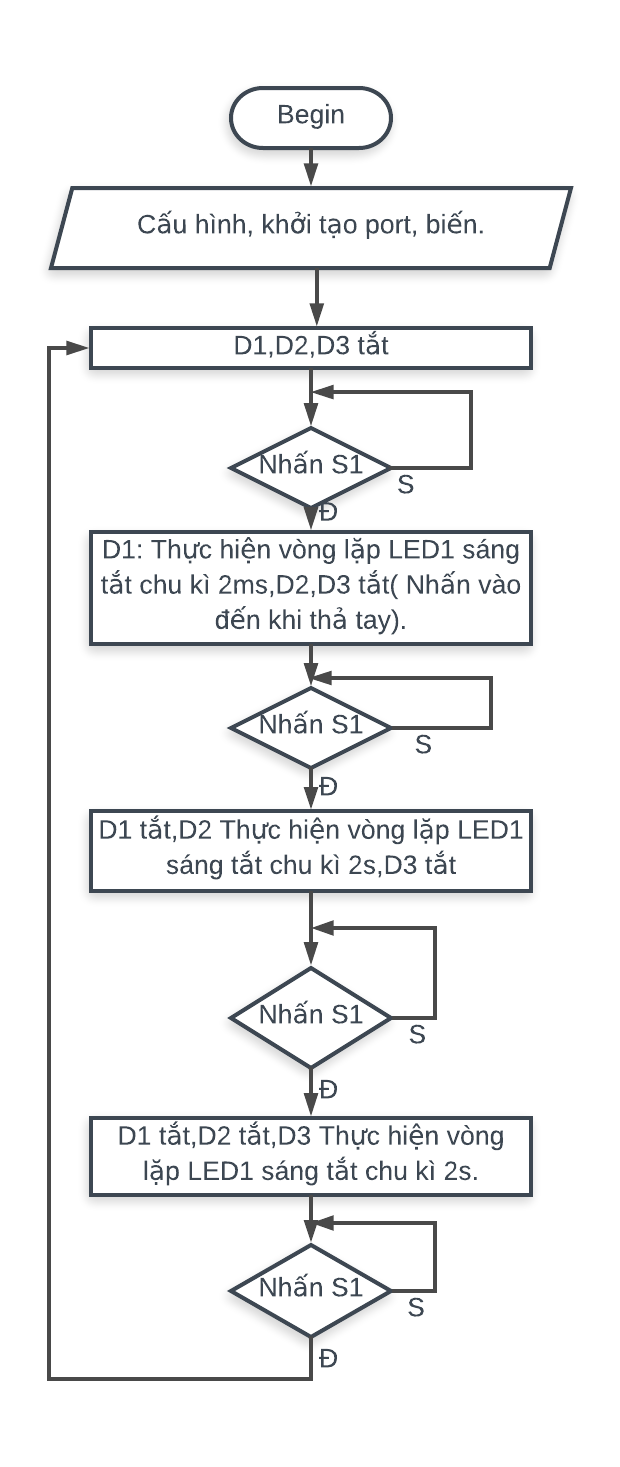 Begin
Cấu hình, khởi tạo port, biến.
D1,D2,D3 tắt
Nhấn S1
S
Đ
D1: Thực hiện vòng lặp LED1 sáng
tắt chu kì 2ms,D2,D3 tắt( Nhấn vào
đến khi thả tay).
Nhấn S1
S
Đ
D1 tắt,D2 Thực hiện vòng lặp LED1
sáng tắt chu kì 2s,D3 tắt
Nhấn S1
S
Đ
D1 tắt,D2 tắt,D3 Thực hiện vòng
lặp LED1 sáng tắt chu kì 2s.
Nhấn S1
S
Đ